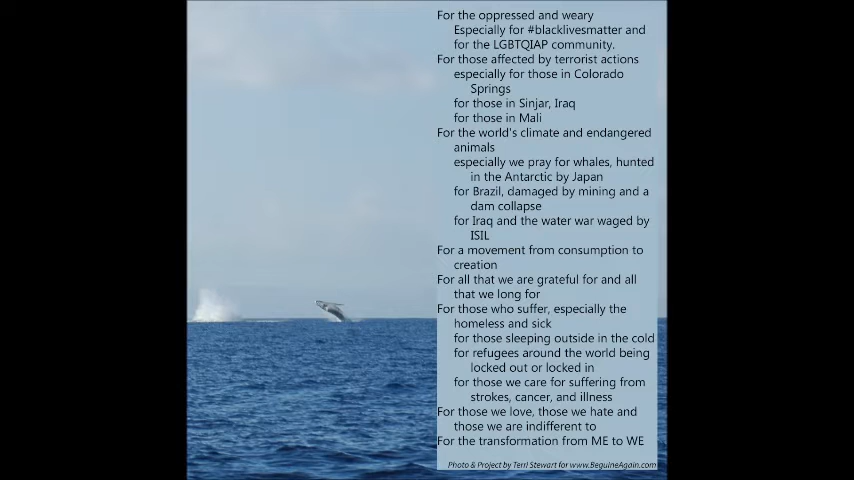 For the oppressed and weary
Especially for #blacklivesmatter and
for the LGBTQIAP community.
For those affected by terrorist actions
especially for those in Colorado
Springs
for those in Sinjar, Iraq
for those in Mali
For the world's climate and endangered
animals
especially we pray for whales, hunted
in the Antarctic by Japan
for Brazil, damaged by mining and a
dam collapse
for Iraq and the water war waged by
ISIL
For a movement from consumption to
creation
For all that we are grateful for and all
that we long for
For those who suffer, especially the
homeless and sick
for those sleeping outside in the cold
for refugees around the world being
locked out or locked in
for those we care for suffering from
strokes, cancer, and illness
For those we love, those we hate and
those we are indifferent to
For the transformation from ME to WE
Photo & Project by Terri Stewart for www.BeguineAgain.com